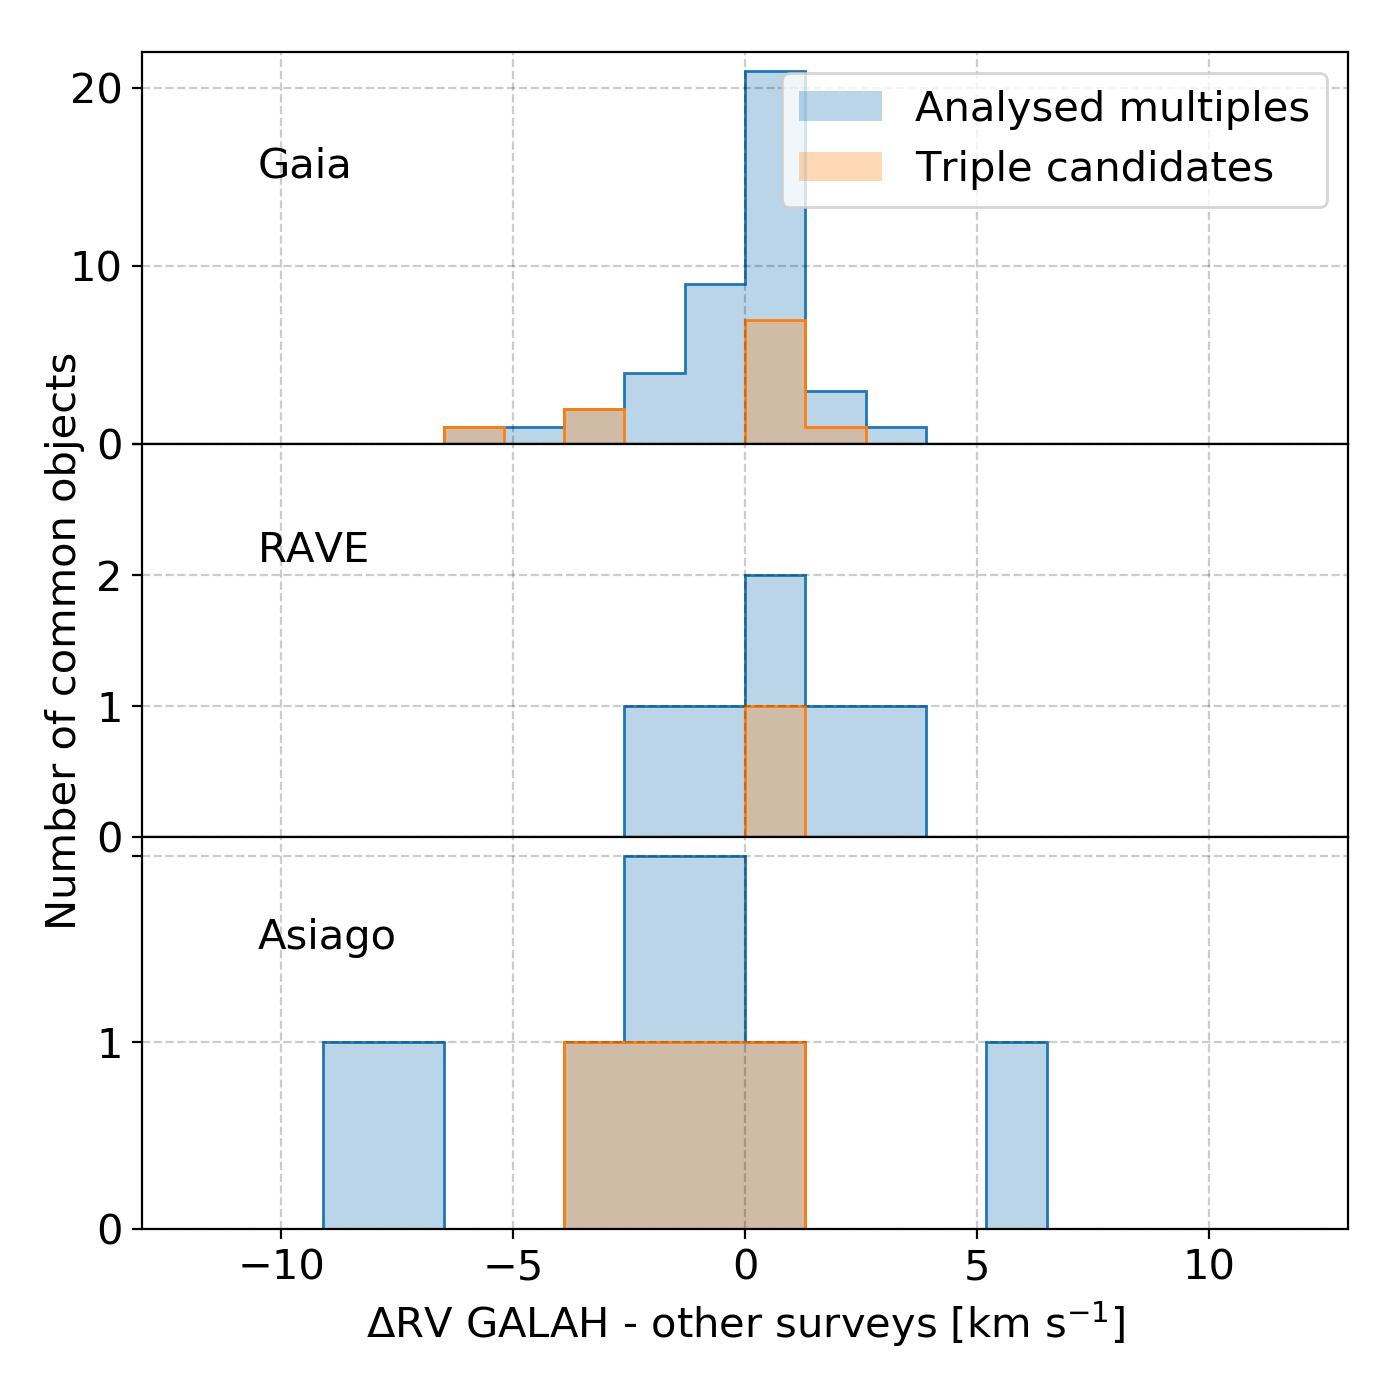 20
Gaia
Analysed multiples
Triple candidates
10
0
Number of common objects
RAVE
2
1
0
Asiago
1
0
−10
−5
0
5
10
ΔRV GALAH - other surveys [km s⁻¹]